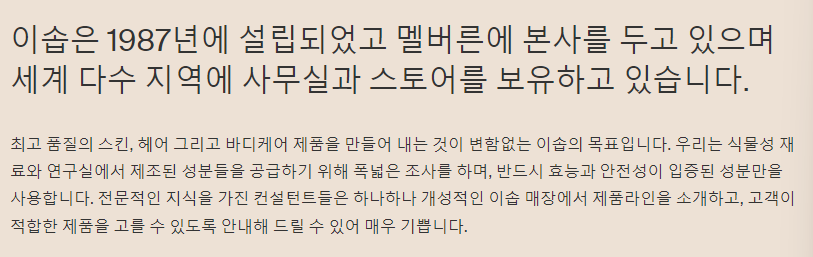 이솝은 1987년에 설립되었고 멜버른에 본사를 두고 있으며
세계 다수 지역에 사무실과 스토어를 보유하고 있습니다.
최고 품질의 스킨, 헤어 그리고 바디케어 제품을 만들어 내는 것이 변함없는 이솝의 목표입니다. 우리는 식물성 재
료와 연구실에서 제조된 성분들을 공급하기 위해 폭넓은 조사를 하며, 반드시 효능과 안전성이 입증된 성분만을
사용합니다. 전문적인 지식을 가진 컨설턴트들은 하나하나 개성적인 이솝 매장에서 제품라인을 소개하고, 고객이
적합한 제품을 고를 수 있도록 안내해 드릴 수 있어 매우 기쁩니다.